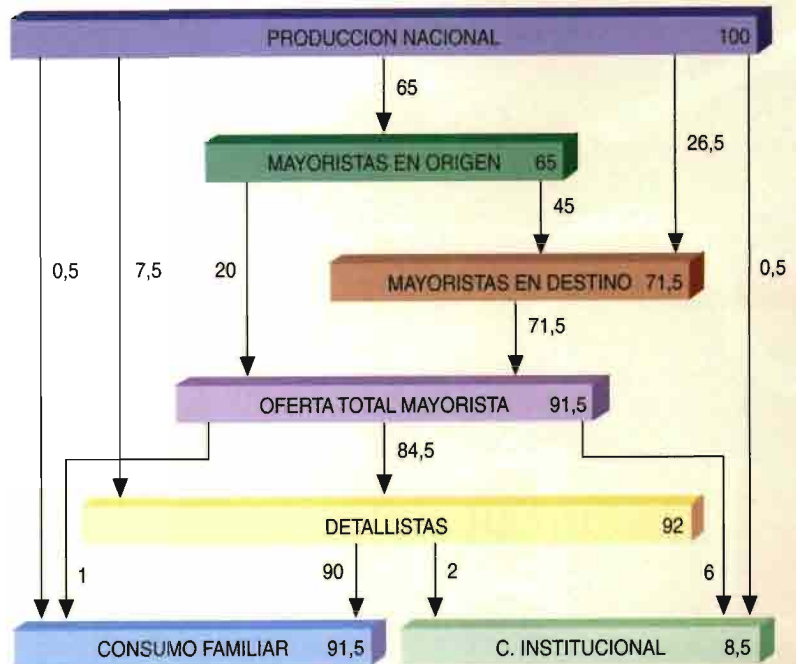 PRODUCCION NACIONAL 100
65
26,5
MAYORISTAS EN ORIGEN 65
45
0,5
7,5
20
MAYORISTAS EN DESTINO 71,5
0,5
71,5
OFERTA TOTAL MAYORISTA 91,5
84,5
DETALLISTAS 92
1
90
2
6
CONSUMO FAMILIAR 91,5
C. INSTITUCIONAL 8,5